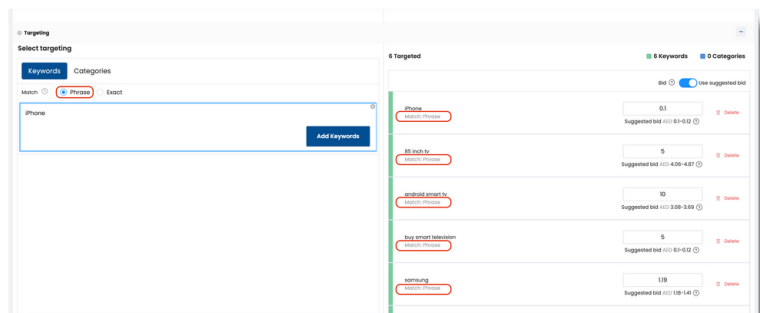 Targeting
Select targeting
Keywords Categories
Match Phrase Exact
iPhone
Add Keywords
6 Targeted
6 Keywords 0 Categories
Bid Use suggested bid
iPhone
Match: Phrase
0.1
Suggested bid AED 0.1-0.12
Delete
85 inch tv
Match: Phrase
5
Suggested bid AED 4.06-4.87
Delete
android smart tv
Match: Phrase
10
Suggested bid AED 3.08-3.69
Delete
buy smart television
Match: Phrase
5
Suggested bid AED 0.1-0.12
Delete
samsung
Match: Phrase
1.19
Suggested bid AED 1.18-1.41
Delete